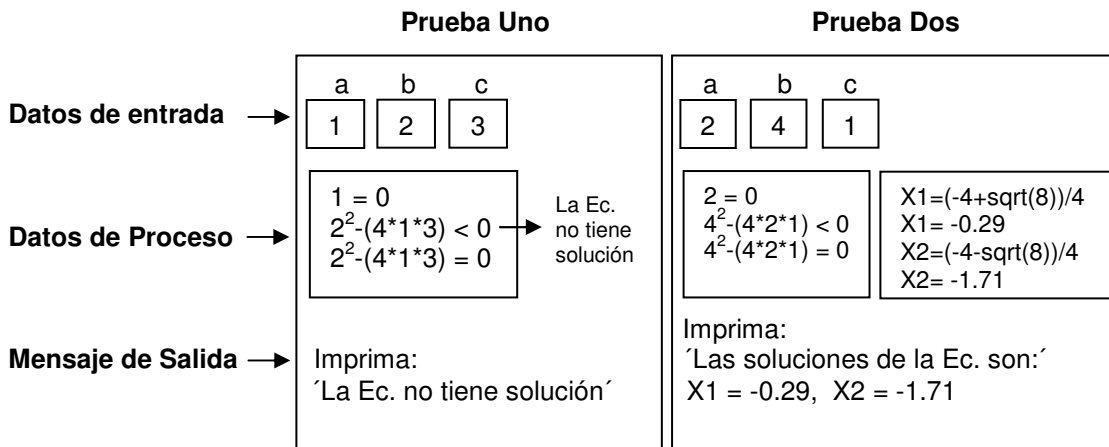 Prueba Uno
Prueba Dos
Datos de entrada
a b c
1 2 3
a b c
2 4 1
Datos de Proceso
1 = 0
2²-(4*1*3) < 0
2²-(4*1*3) = 0
La Ec.
no tiene
solución
2 = 0
4²-(4*2*1) < 0
4²-(4*2*1) = 0
X1=(-4+sqrt(8))/4
X1= -0.29
X2=(-4-sqrt(8))/4
X2= -1.71
Mensaje de Salida
Imprima:
´La Ec. no tiene solución´
Imprima:
´Las soluciones de la Ec. son:´
X1 = -0.29, X2 = -1.71